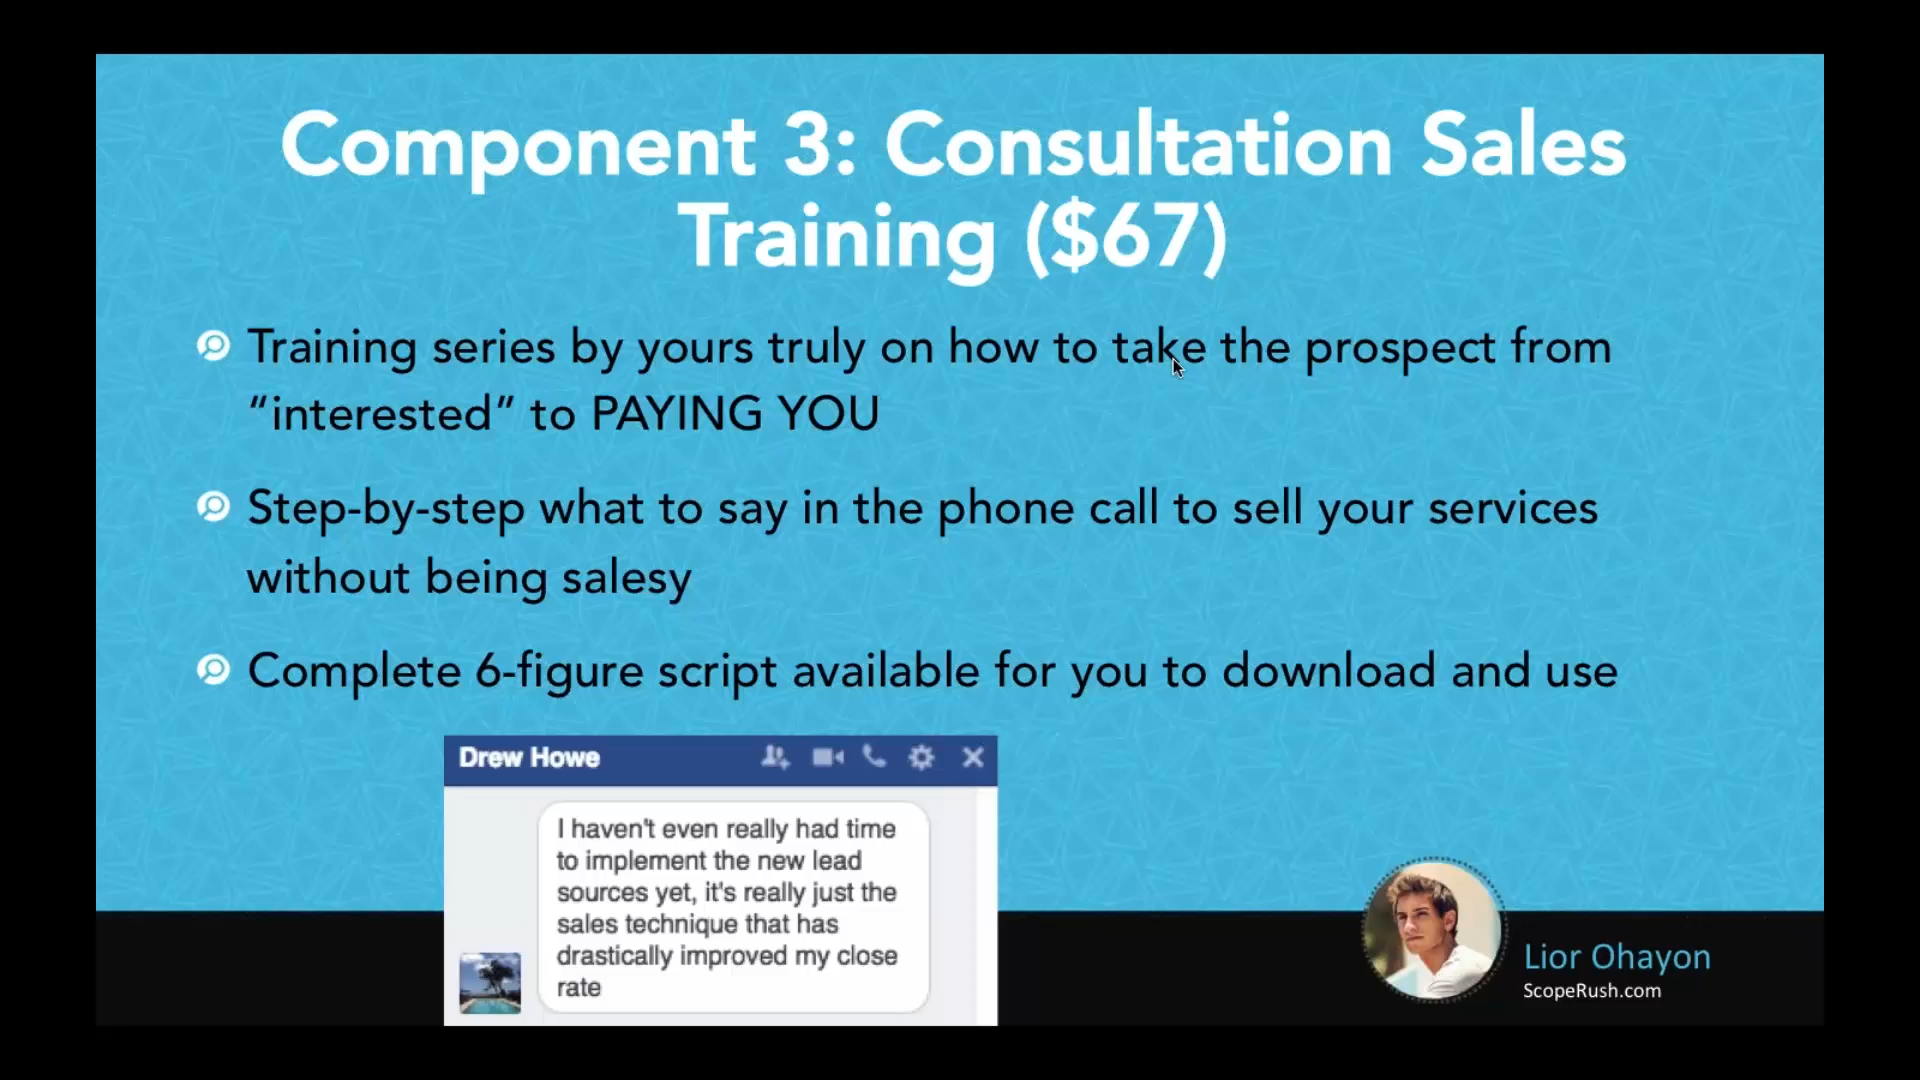 Component 3: Consultation Sales
Training ($67)
Training series by yours truly on how to take the prospect from
“interested” to PAYING YOU
Step-by-step what to say in the phone call to sell your services
without being salesy
Complete 6-figure script available for you to download and use
Drew Howe
I haven't even really had time
to implement the new lead
sources yet, it's really just the
sales technique that has
drastically improved my close
rate
Lior Ohayon
ScopeRush.com